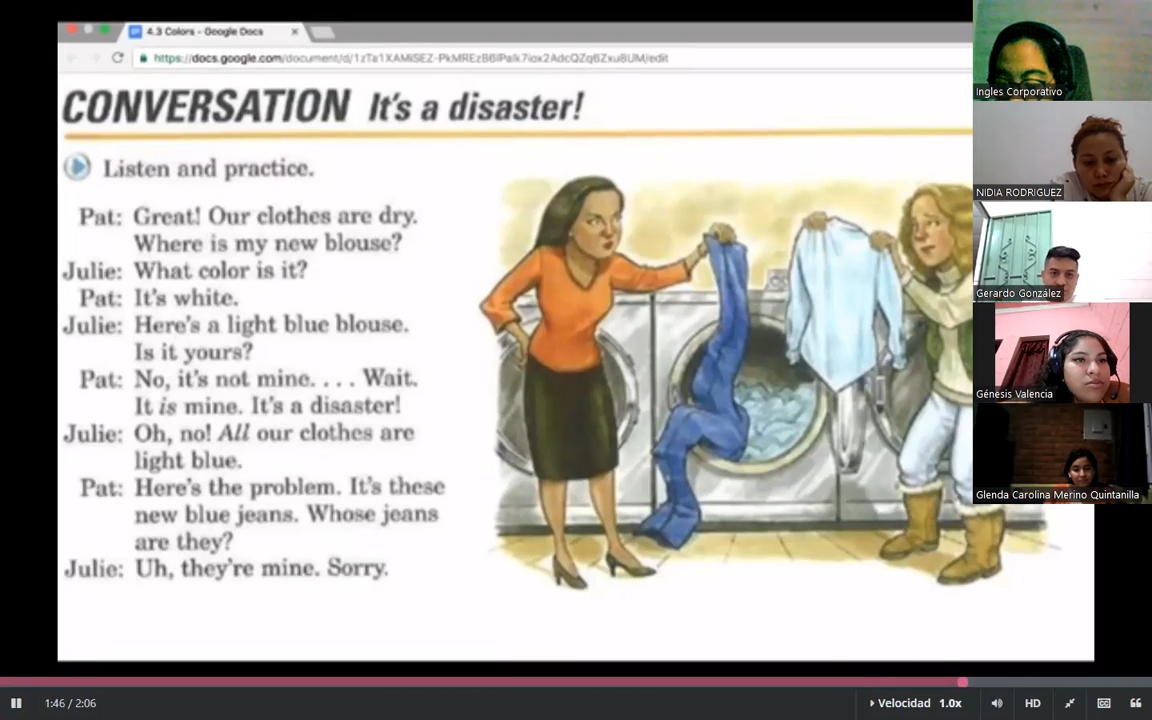 4.3 Colors - Google Docs
CONVERSATION It's a disaster!
Listen and practice.
Pat: Great! Our clothes are dry.
Where is my new blouse?
Julie: What color is it?
Pat: It's white.
Julie: Here's a light blue blouse.
Is it yours?
Pat: No, it's not mine. . . . Wait.
It is mine. It's a disaster!
Julie: Oh, no! All our clothes are
light blue.
Pat: Here's the problem. It's these
new blue jeans. Whose jeans
are they?
Julie: Uh, they're mine. Sorry.
Ingles Corporativo
NIDIA RODRIGUEZ
Gerardo González
Génesis Valencia
Glenda Carolina Merino Quintanilla
1:46 / 2:06
Velocidad 1.0x
HD
CC